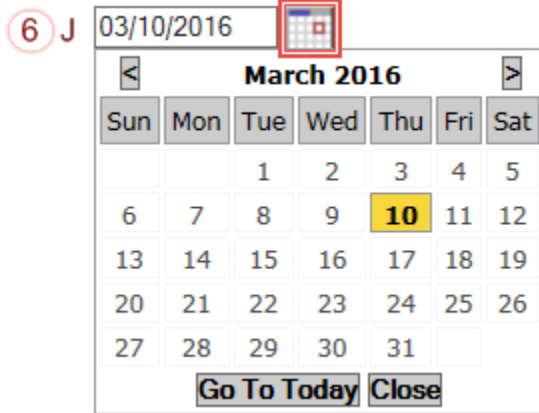 6 J 03/10/2016
< March 2016 >
Sun Mon Tue Wed Thu Fri Sat
1 2 3 4 5
6 7 8 9 10 11 12
13 14 15 16 17 18 19
20 21 22 23 24 25 26
27 28 29 30 31
Go To Today Close